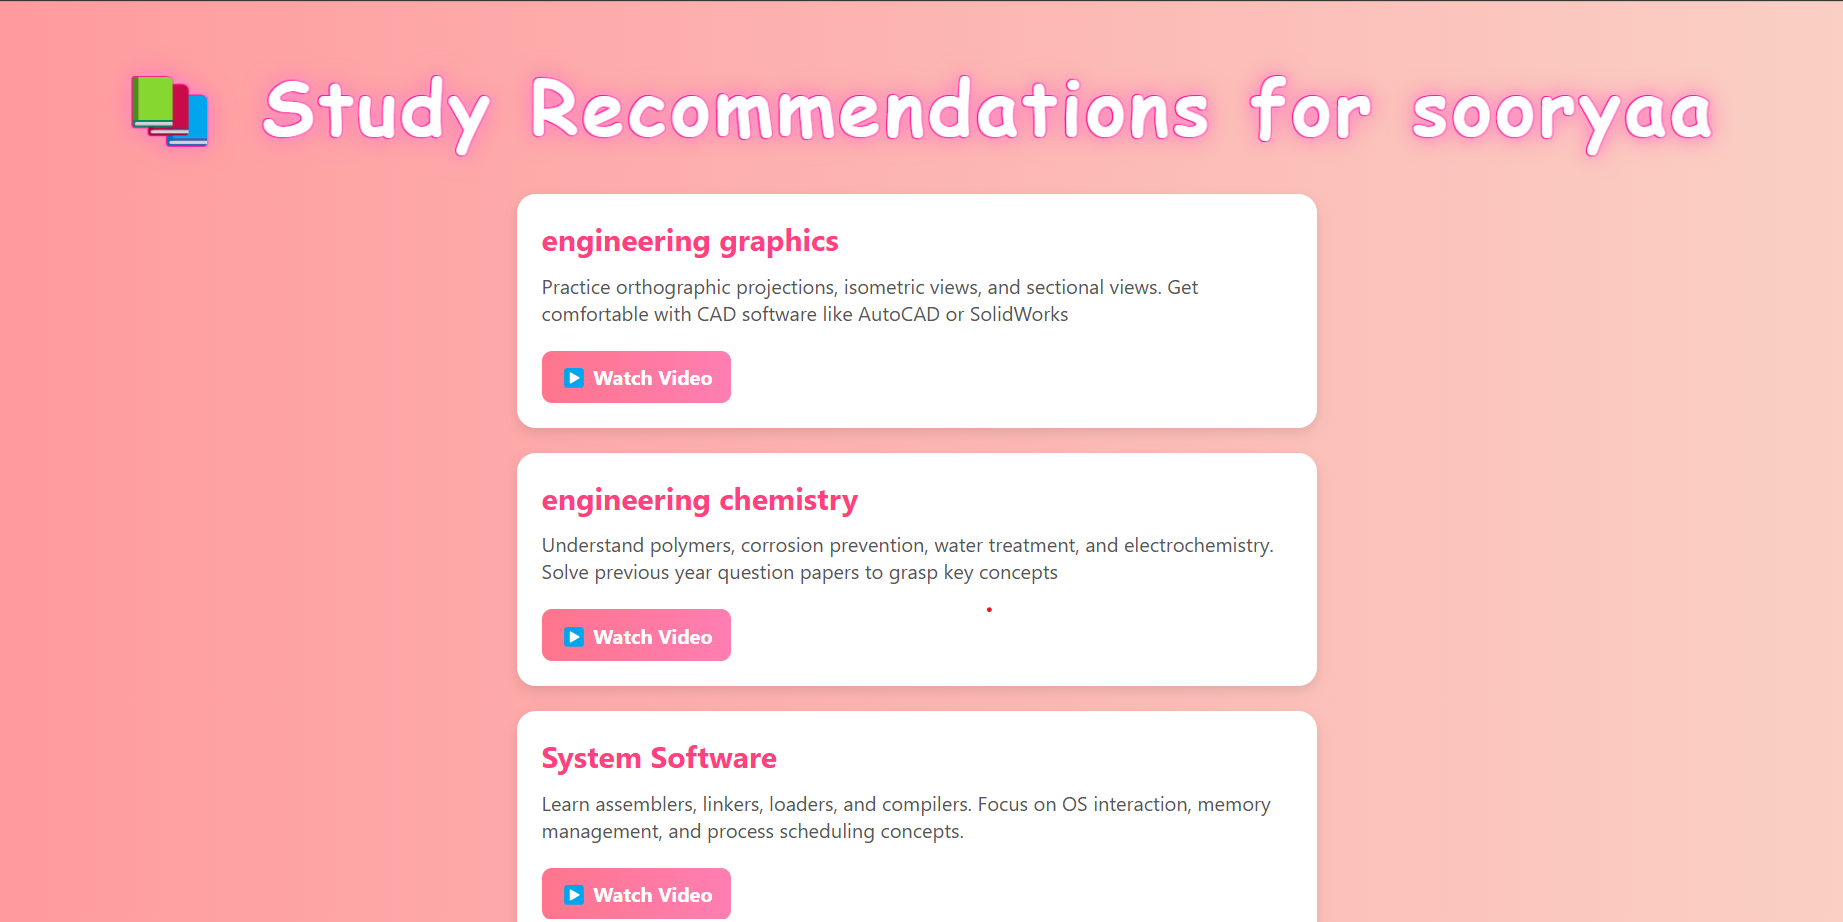 📚 Study Recommendations for sooryaa
engineering graphics
Practice orthographic projections, isometric views, and sectional views. Get
comfortable with CAD software like AutoCAD or SolidWorks
▶️ Watch Video
engineering chemistry
Understand polymers, corrosion prevention, water treatment, and electrochemistry.
Solve previous year question papers to grasp key concepts
▶️ Watch Video
System Software
Learn assemblers, linkers, loaders, and compilers. Focus on OS interaction, memory
management, and process scheduling concepts.
▶️ Watch Video